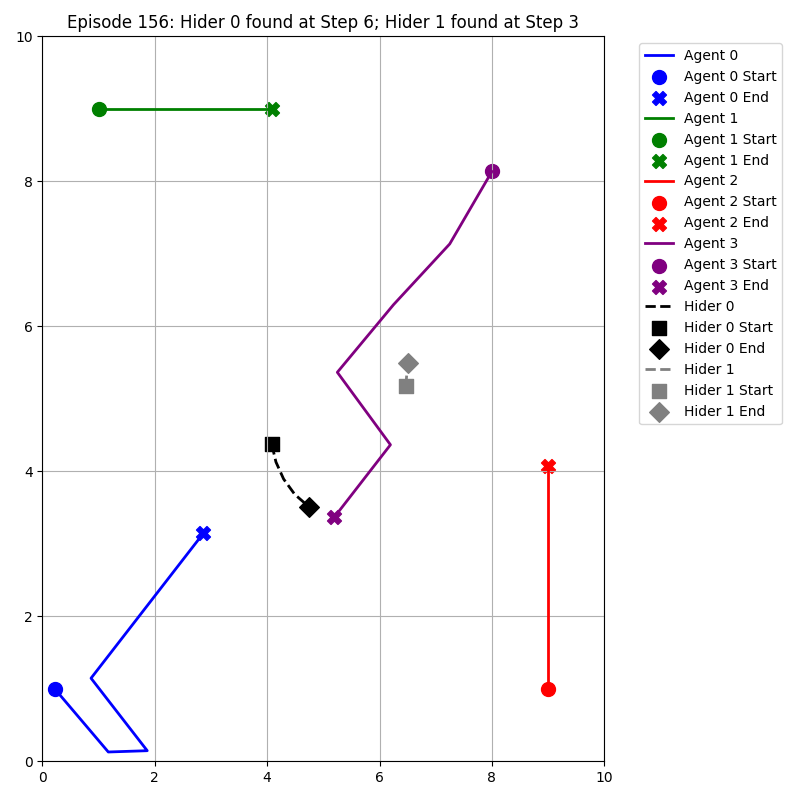 Episode 156: Hider 0 found at Step 6; Hider 1 found at Step 3
10
8
6
4
2
0
0 2 4 6 8 10
Agent 0
Agent 0 Start
Agent 0 End
Agent 1
Agent 1 Start
Agent 1 End
Agent 2
Agent 2 Start
Agent 2 End
Agent 3
Agent 3 Start
Agent 3 End
Hider 0
Hider 0 Start
Hider 0 End
Hider 1
Hider 1 Start
Hider 1 End